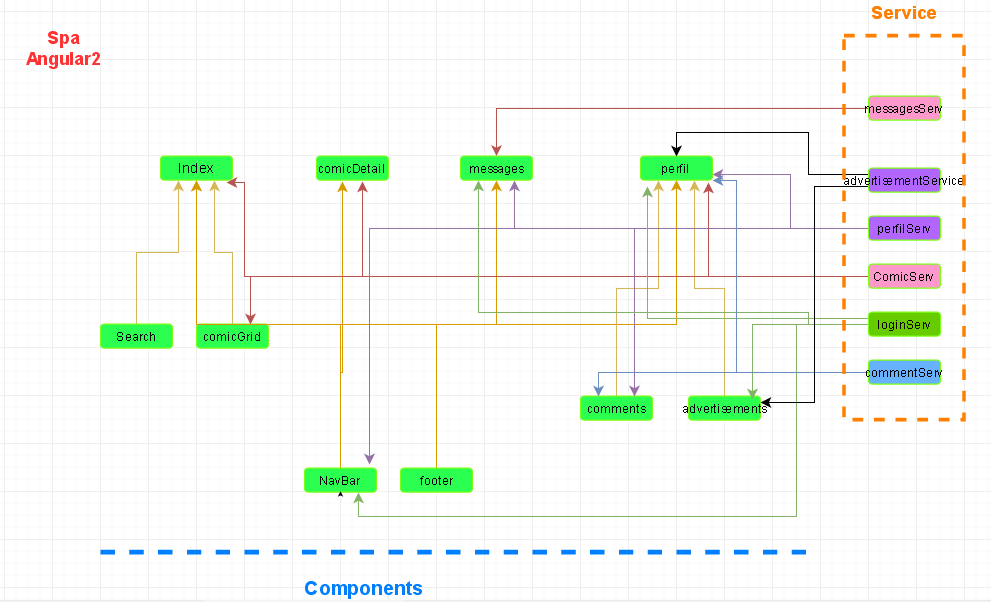 Service
Spa
Angular2
messagesServ
Index
comicDetail
messages
perfil
advertisementService
perfilServ
ComicServ
loginServ
Search
comicGrid
commentServ
comments
advertisements
NavBar
footer
Components